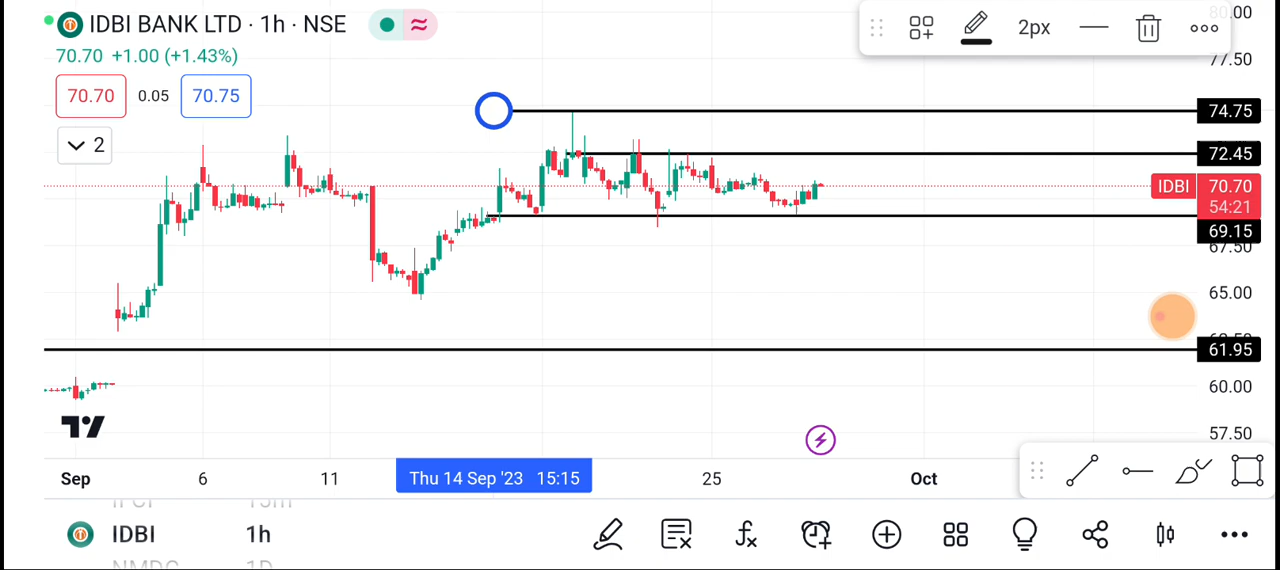 IDBI BANK LTD · 1h · NSE
70.70 +1.00 (+1.43%)
70.70 0.05 70.75
2
2px
80.00
77.50
74.75
72.45
IDBI 70.70
54:21
69.15
67.50
65.00
61.95
60.00
57.50
Sep 6 11 Thu 14 Sep '23 15:15 25 Oct
IDBI 1h